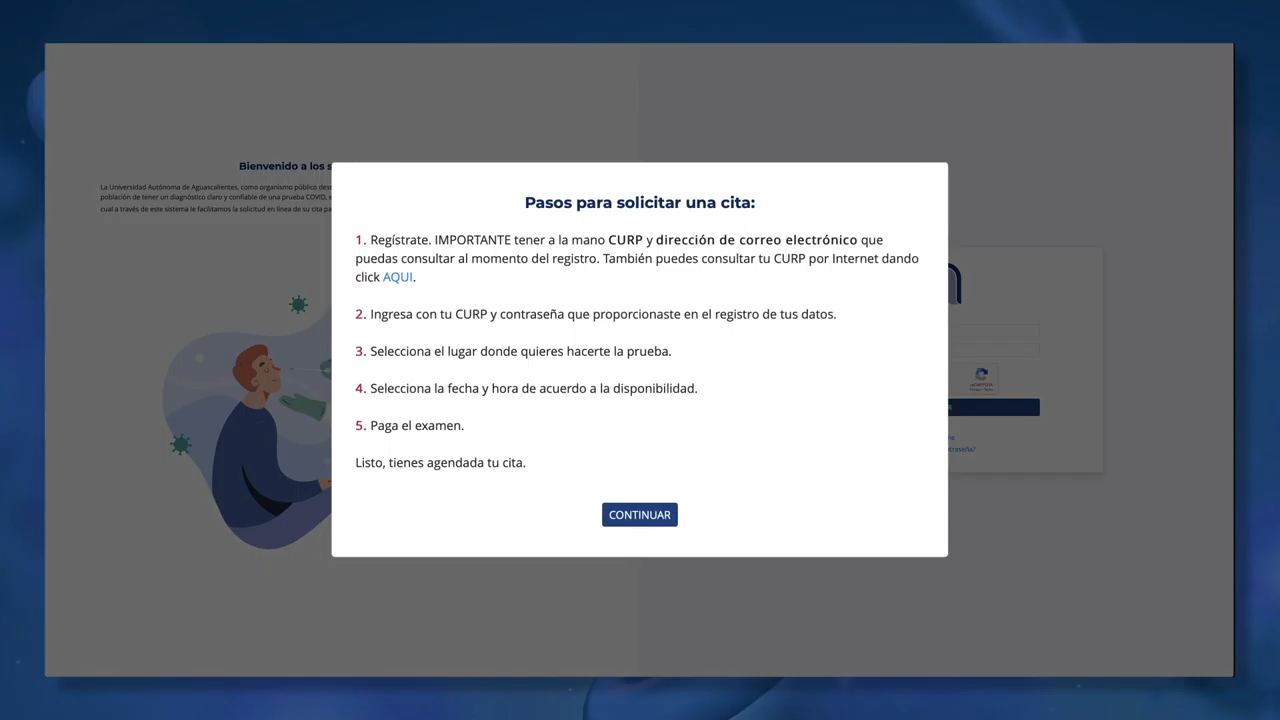 Bienvenido a los s
La Universidad Autónoma de Aguascalientes, como organismo público desc
población de tener un diagnóstico claro y confiable de una prueba COVID, e
cual a través de este sistema le facilitamos la solicitud en línea de su cita pa
Pasos para solicitar una cita:
1. Regístrate. IMPORTANTE tener a la mano CURP y dirección de correo electrónico que
puedas consultar al momento del registro. También puedes consultar tu CURP por Internet dando
click AQUI.
2. Ingresa con tu CURP y contraseña que proporcionaste en el registro de tus datos.
3. Selecciona el lugar donde quieres hacerte la prueba.
4. Selecciona la fecha y hora de acuerdo a la disponibilidad.
5. Paga el examen.
Listo, tienes agendada tu cita.
CONTINUAR
reCAPTCHA